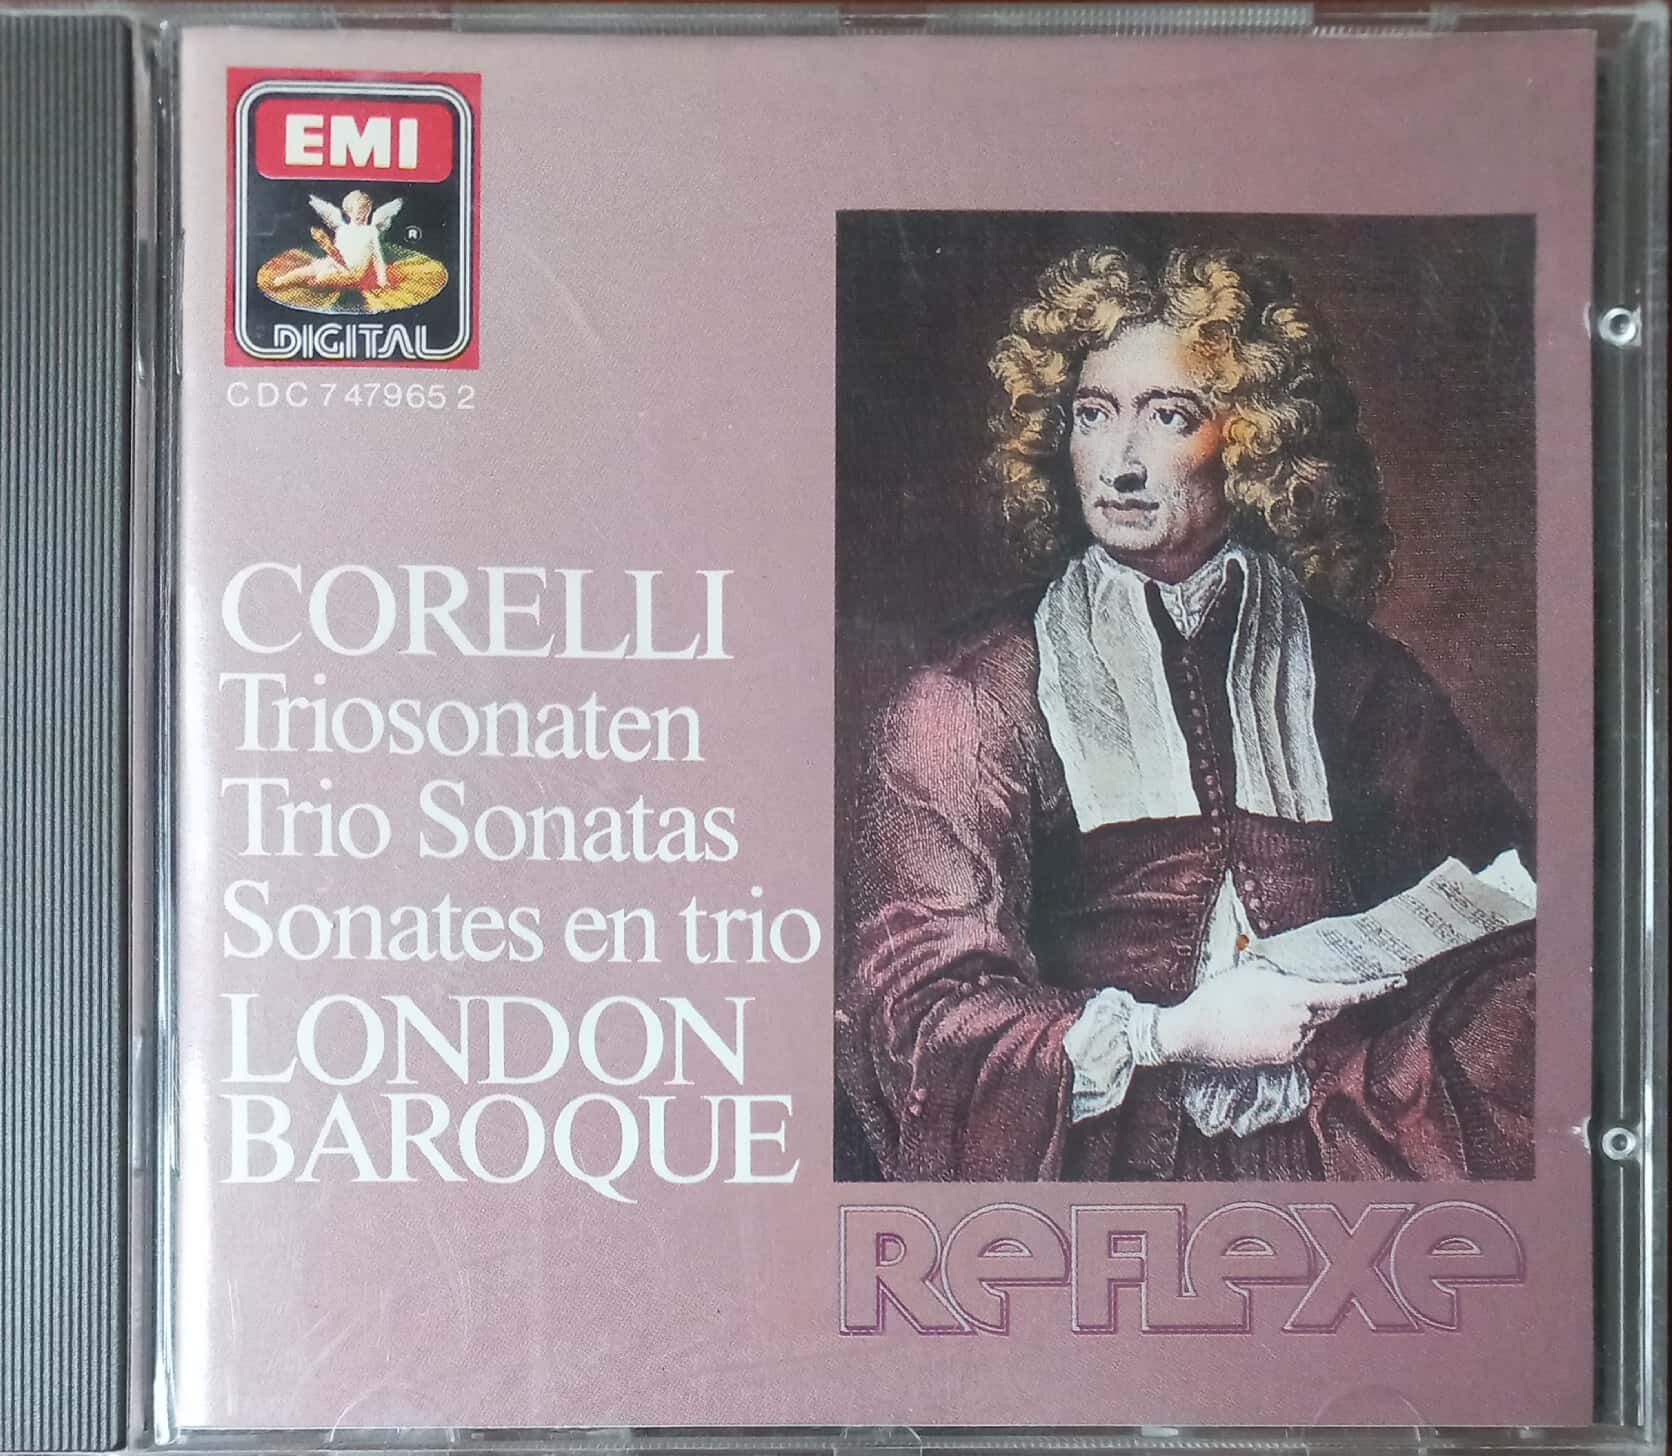 EMI
®
DIGITAL
CDC 7 47965 2
CORELLI
Triosonaten
Trio Sonatas
Sonates en trio
LONDON
BAROQUE
REFLEXE